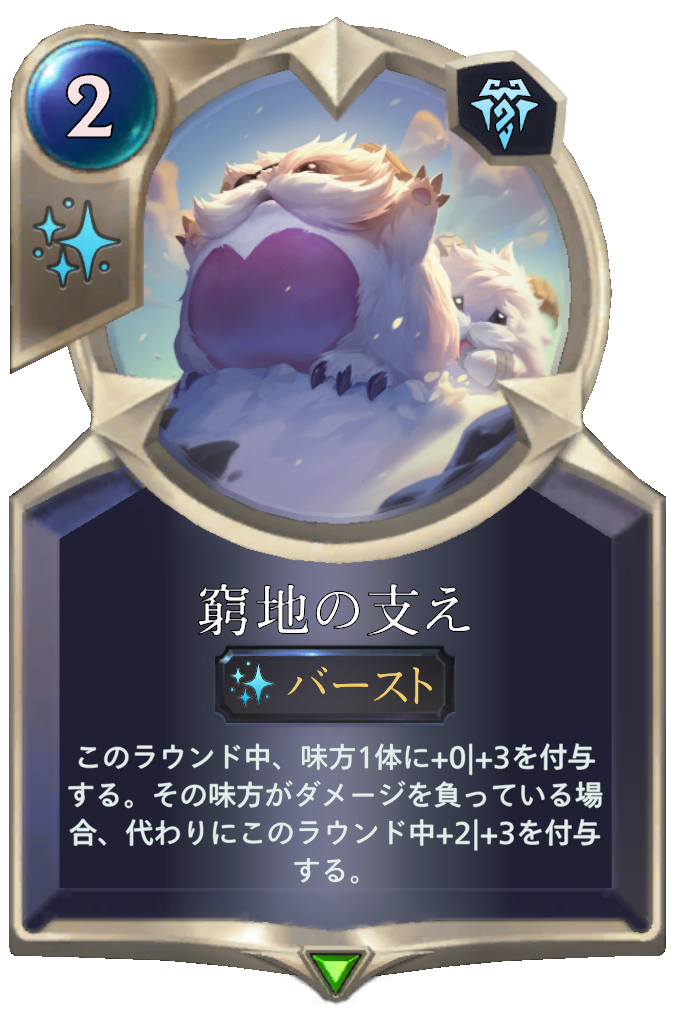 2
窮地の支え
バースト
このラウンド中、味方1体に+0|+3を付与
する。その味方がダメージを負っている場
合、代わりにこのラウンド中+2|+3を付与
する。